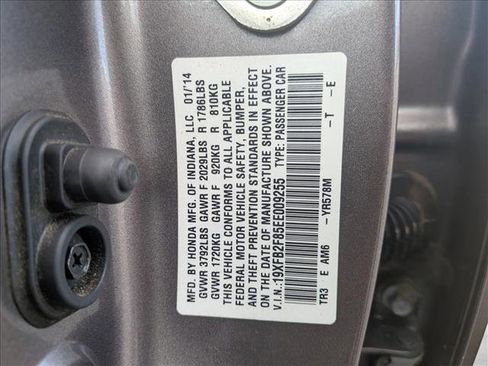 MFD. BY HONDA MFG. OF INDIANA, LLC 01/'14
GVWR 3792LBS GAWR F 2029LBS R 1786LBS
GVWR 1720KG GAWR F 920KG R 810KG
THIS VEHICLE CONFORMS TO ALL APPLICABLE
FEDERAL MOTOR VEHICLE SAFETY, BUMPER,
AND THEFT PREVENTION STANDARDS IN EFFECT
ON THE DATE OF MANUFACTURE SHOWN ABOVE.
V.I.N.:19XFB2F65EE009255 TYPE: PASSENGER CAR
TR3 E AM6 -YR578M -T -E